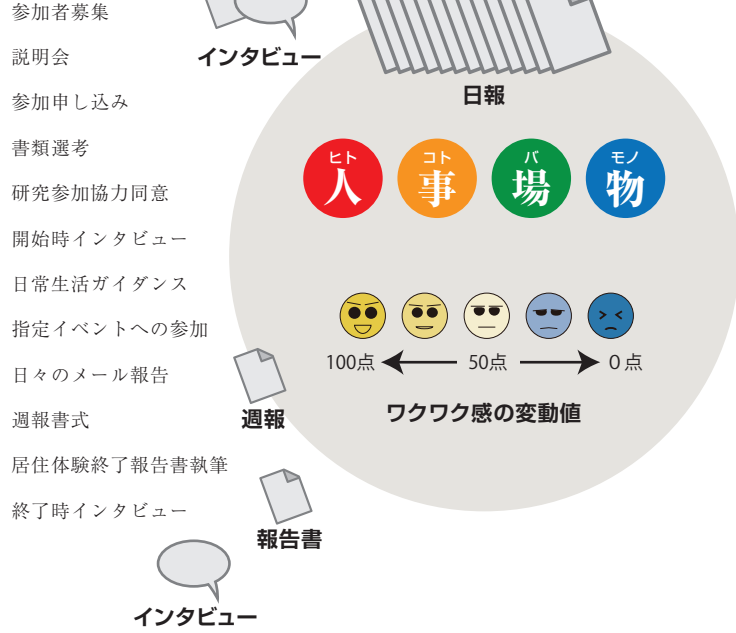 参加者募集
説明会
参加申し込み
書類選考
研究参加協力同意
開始時インタビュー
日常生活ガイダンス
指定イベントへの参加
日々のメール報告
週報書式
居住体験終了報告書執筆
終了時インタビュー
インタビュー
日報
ヒト
人
コト
事
バ
場
モノ
物
100点
50点
0点
ワクワク感の変動値
週報
報告書
インタビュー